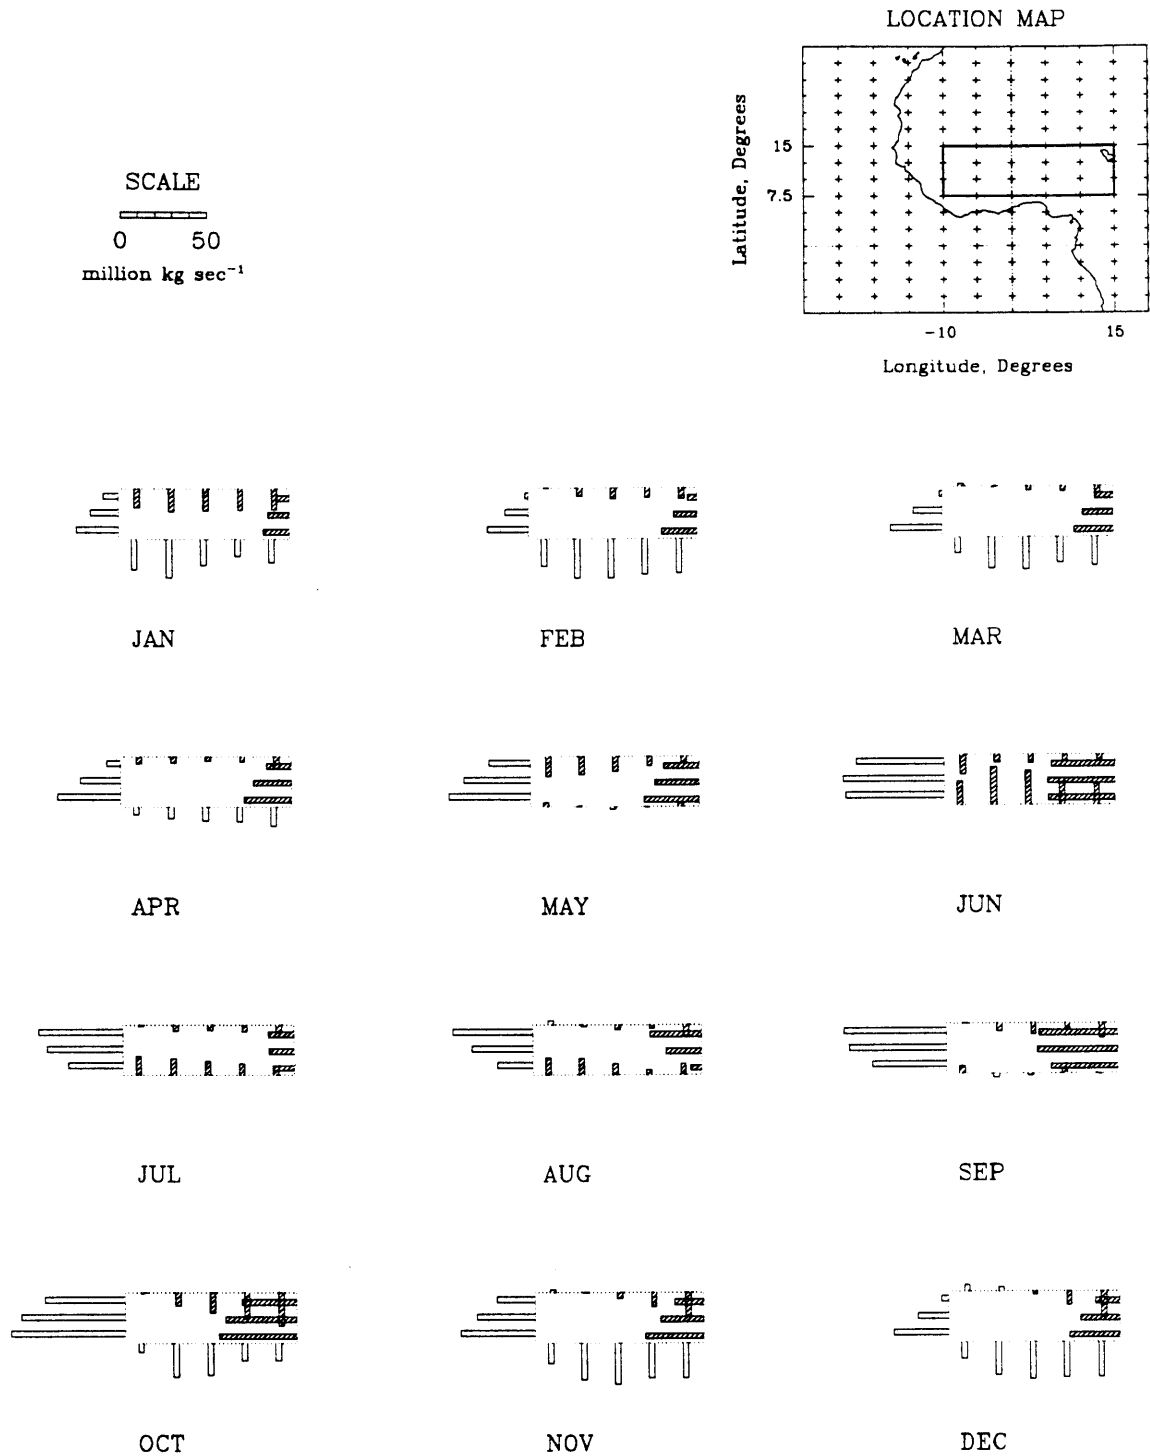 LOCATION MAP
Latitude, Degrees
15
7.5
-10 15
Longitude, Degrees
SCALE
0 50
million kg sec⁻¹
JAN FEB MAR
APR MAY JUN
JUL AUG SEP
OCT NOV DEC